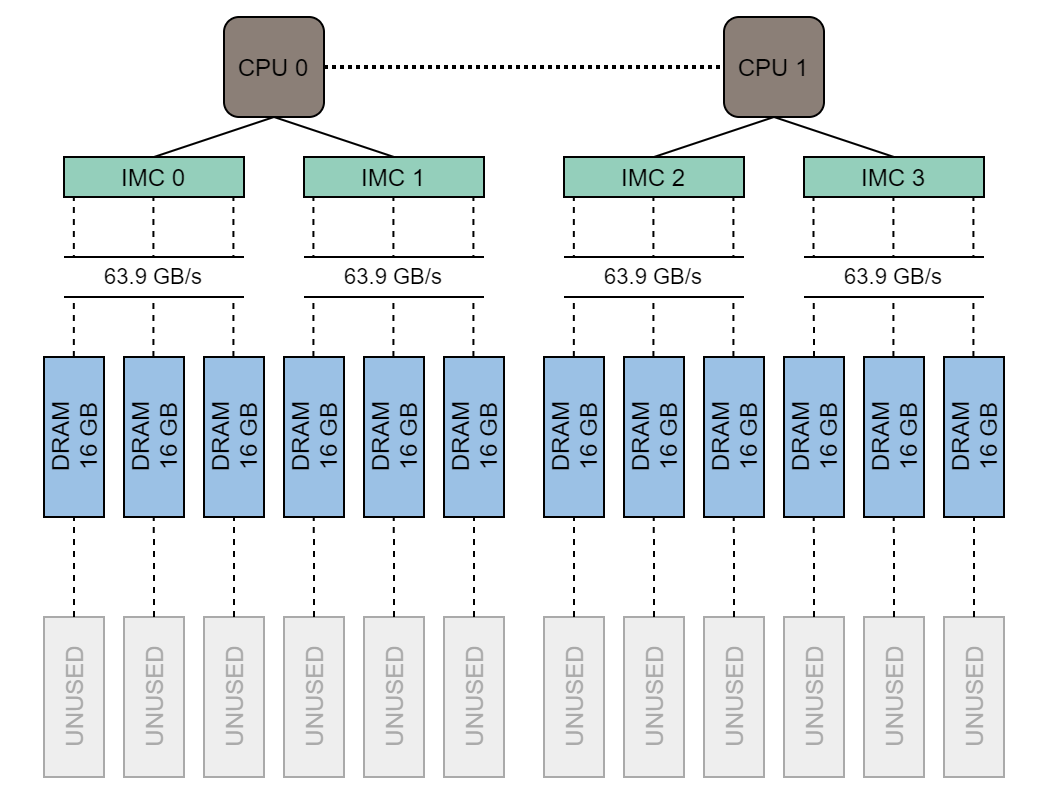 CPU 0
CPU 1
IMC 0
IMC 1
IMC 2
IMC 3
63.9 GB/s
63.9 GB/s
63.9 GB/s
63.9 GB/s
DRAM
16 GB
DRAM
16 GB
DRAM
16 GB
DRAM
16 GB
DRAM
16 GB
DRAM
16 GB
DRAM
16 GB
DRAM
16 GB
DRAM
16 GB
DRAM
16 GB
DRAM
16 GB
DRAM
16 GB
UNUSED
UNUSED
UNUSED
UNUSED
UNUSED
UNUSED
UNUSED
UNUSED
UNUSED
UNUSED
UNUSED
UNUSED